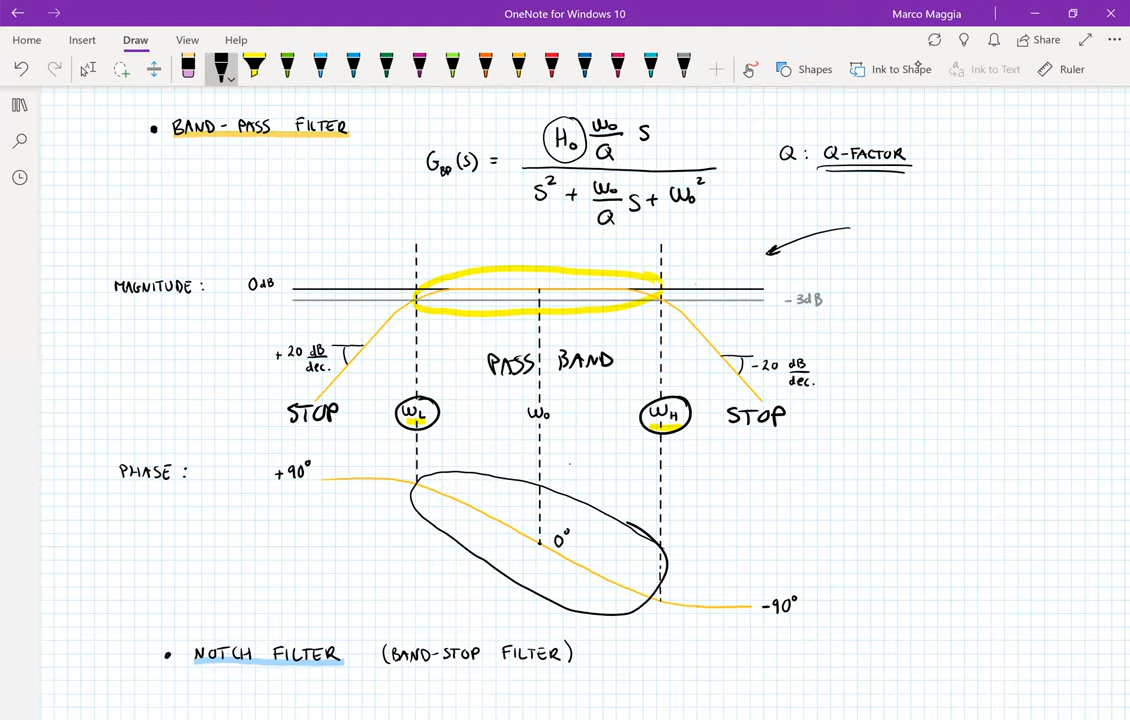 OneNote for Windows 10
Marco Maggia
Home Insert Draw View Help
Share
Shapes
Ink to Shape
Ink to Text
Ruler
• BAND-PASS FILTER
G_BP(S) = H₀ ω₀/Q S / S² + ω₀/Q S + ω₀²
Q : Q-FACTOR
MAGNITUDE : 0dB
-3dB
+20 dB/dec.
PASS BAND
-20 dB/dec.
STOP ω_L ω₀ ω_H STOP
PHASE : +90°
0°
-90°
• NOTCH FILTER (BAND-STOP FILTER)